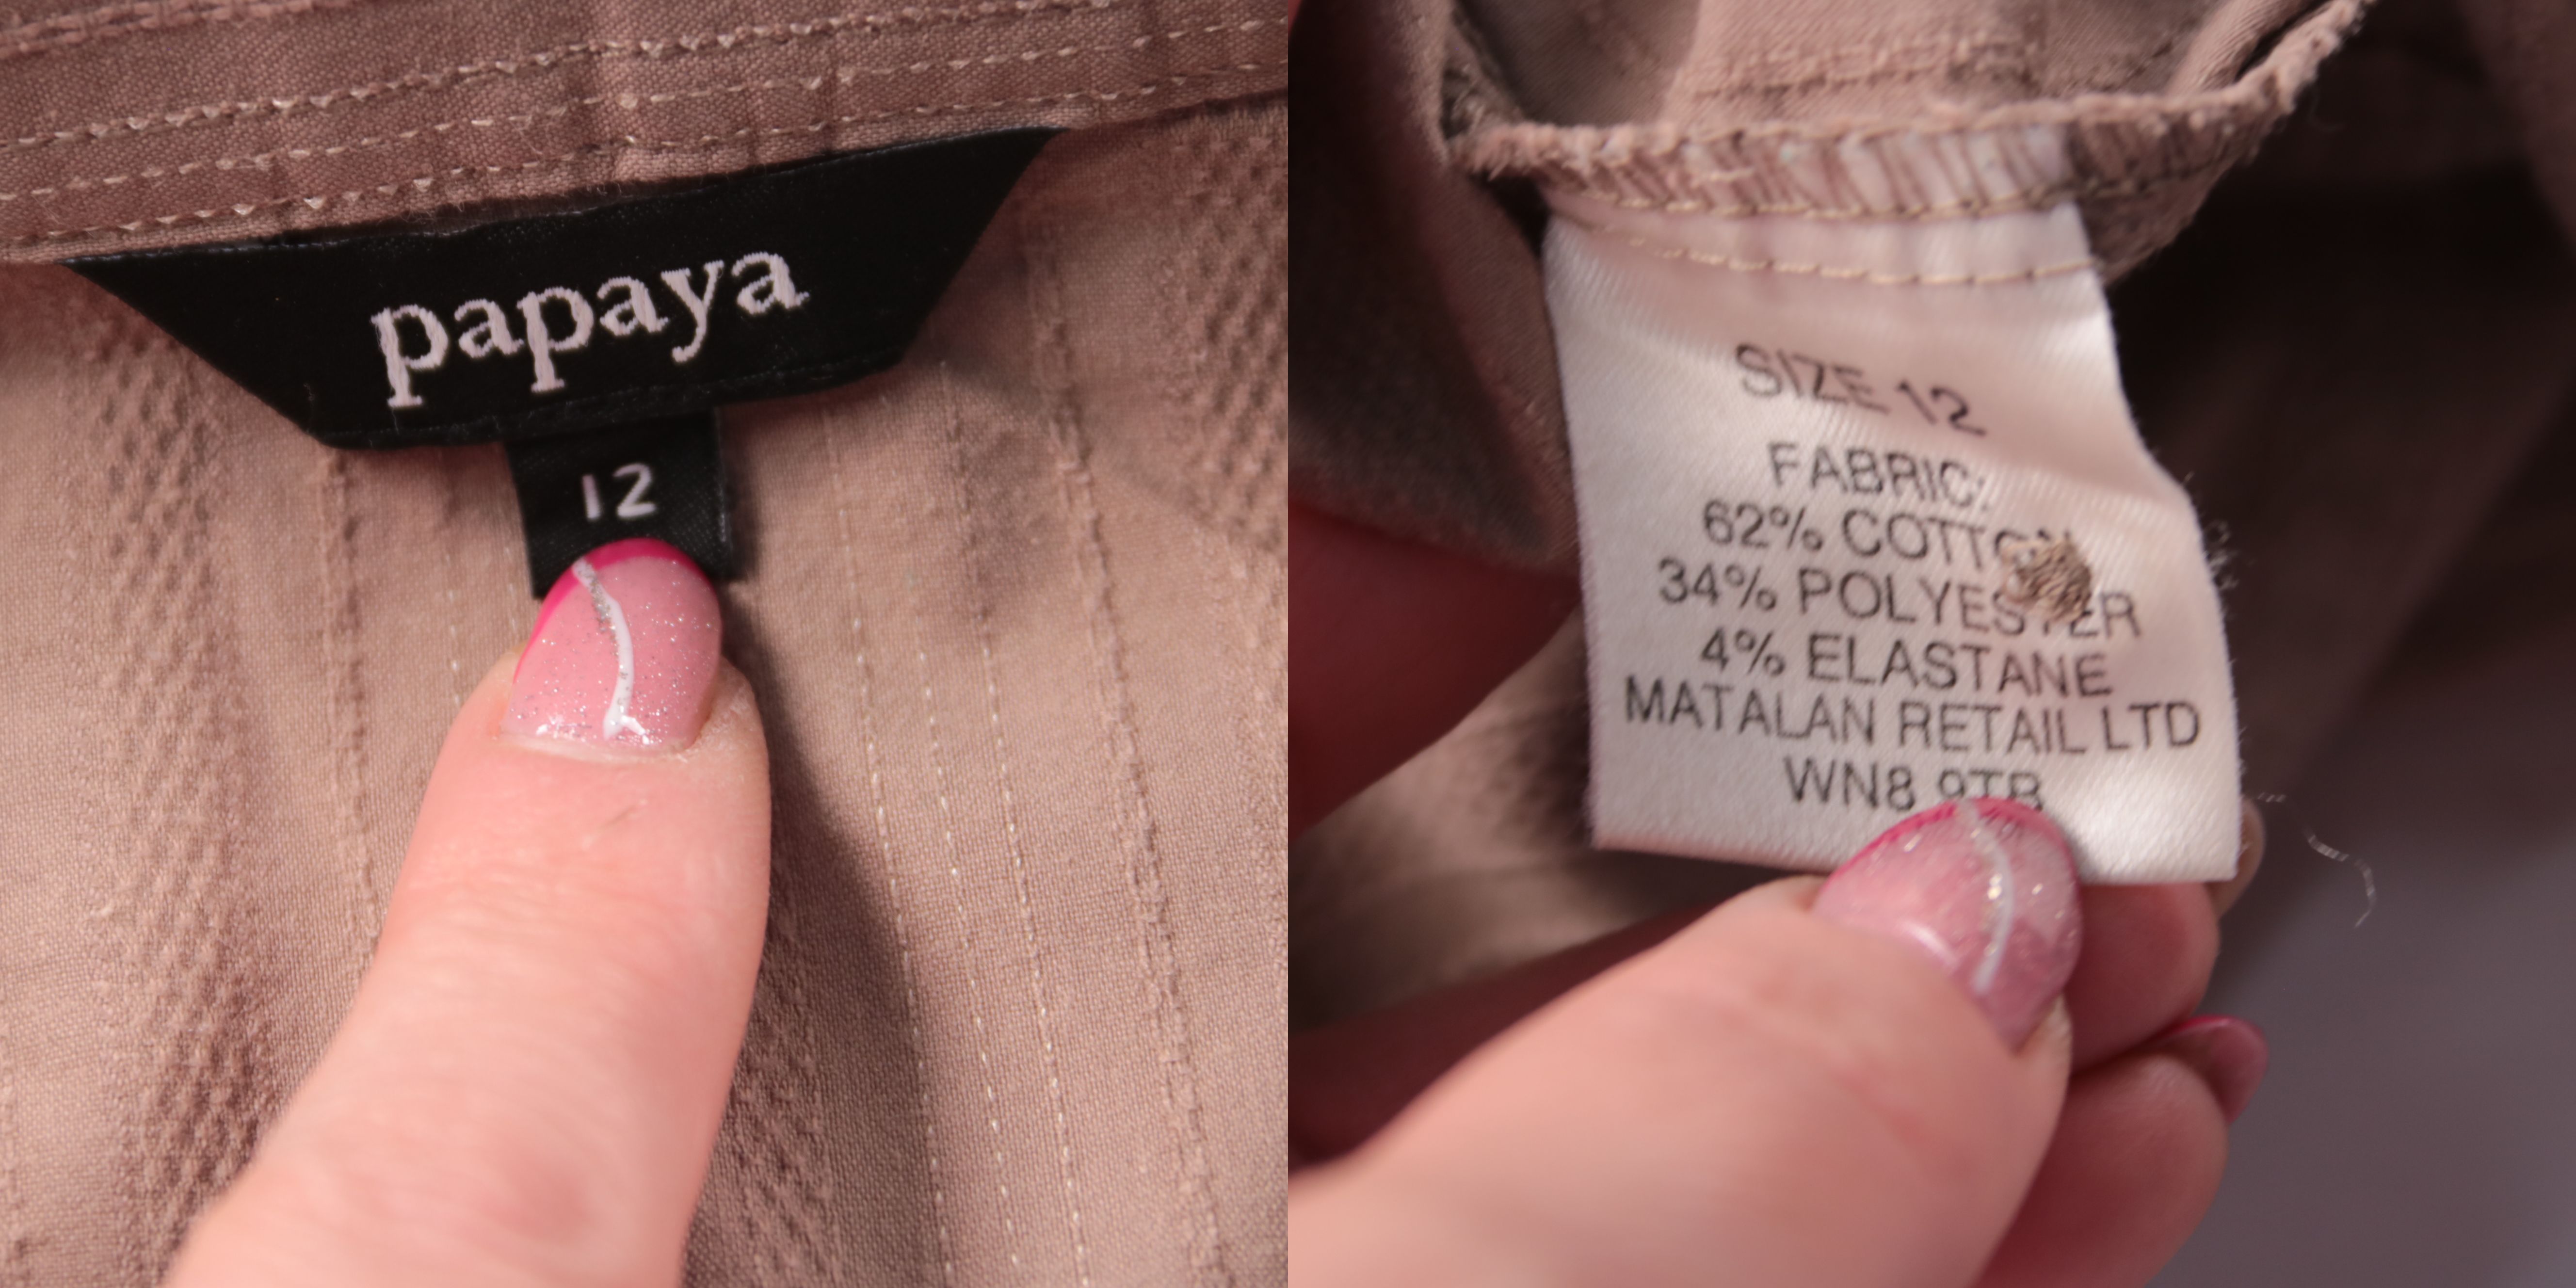 papaya
12
SIZE 12
FABRIC:
62% COTTON
34% POLYESTER
4% ELASTANE
MATALAN RETAIL LTD
WN8 9TB